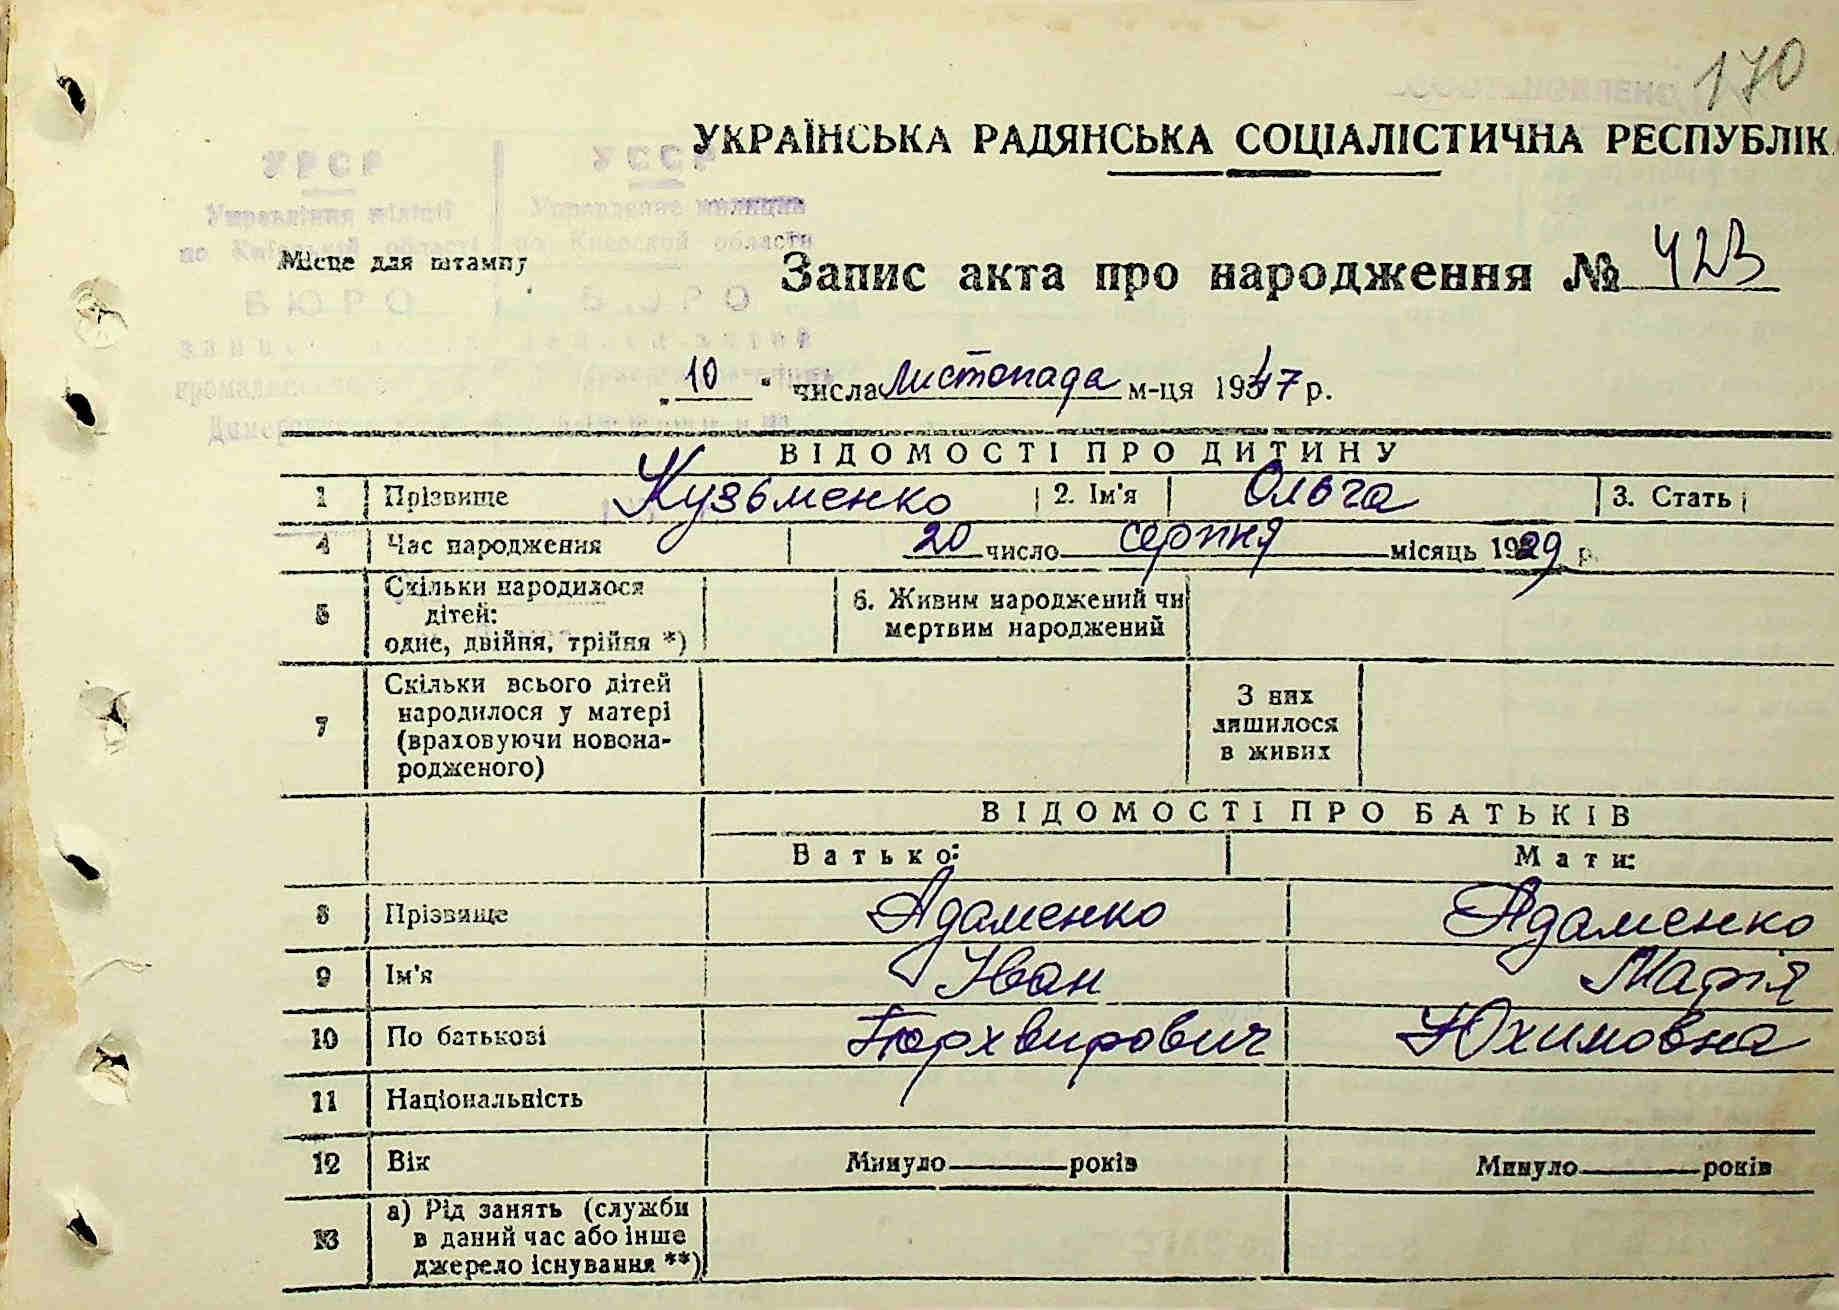 170
УКРАЇНСЬКА РАДЯНСЬКА СОЦІАЛІСТИЧНА РЕСПУБЛІК
Місце для штампу
Запис акта про народження № 423
„10" числа Листопада м-ця 1947 р.
ВІДОМОСТІ ПРО ДИТИНУ
1 Прізвище Кузьменко 2. Ім'я Ольга 3. Стать
4 Час народження 20 число серпня місяць 1929 р.
5 Скільки народилося дітей: одне, двійня, трійня *) 6. Живим народжений чи мертвим народжений
7 Скільки всього дітей народилося у матері (враховуючи новонародженого) З них лишилося в живих
ВІДОМОСТІ ПРО БАТЬКІВ
Батько: Мати:
8 Прізвище Адаменко Адаменко
9 Ім'я Іван Марія
10 По батькові Порхвирович Юхимовна
11 Національність
12 Вік Минуло років Минуло років
13 а) Рід занять (служби в даний час або інше джерело існування **)